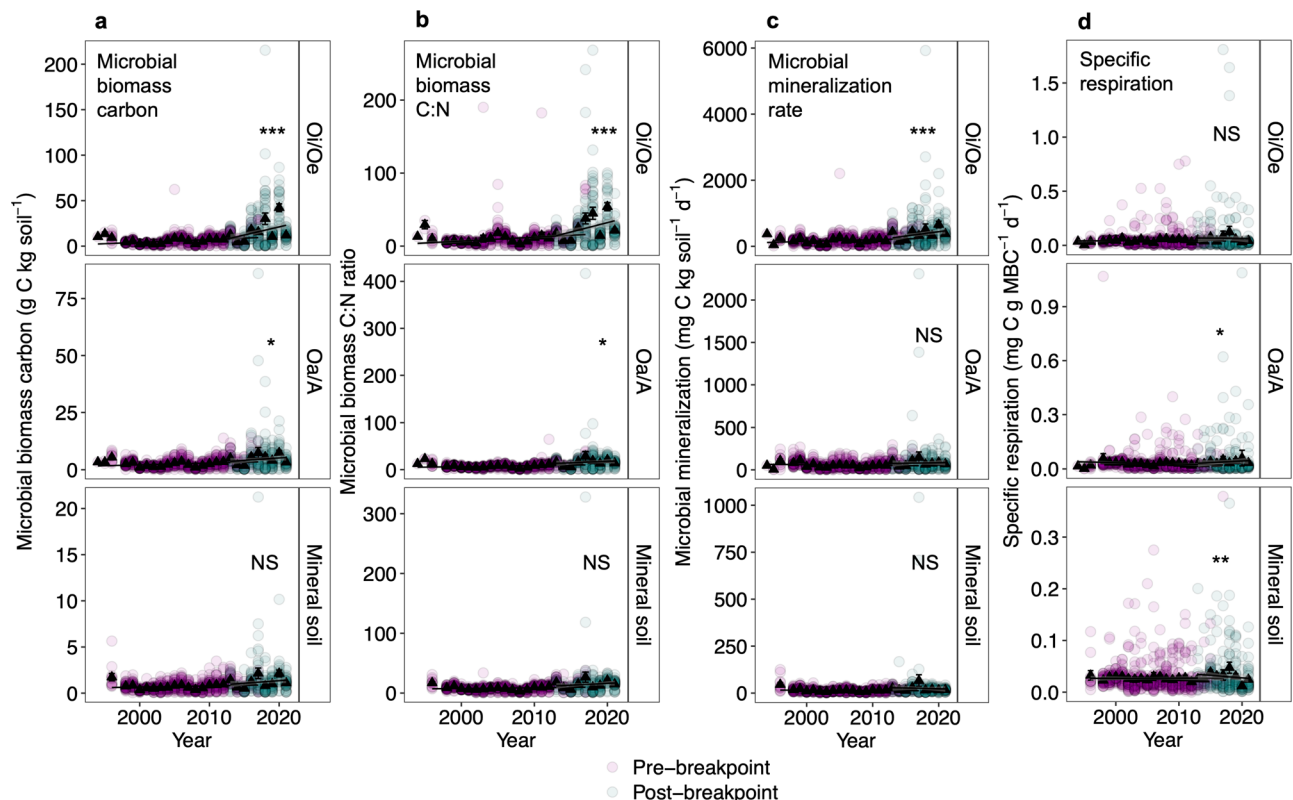 a
b
c
d
Microbial biomass carbon (g C kg soil⁻¹)
Microbial
biomass
carbon
200
150
100
50
0
***
Oi/Oe
75
50
25
0
*
Oa/A
20
15
10
5
0
NS
Mineral soil
2000
2010
2020
Year
Microbial biomass C:N ratio
Microbial
biomass
C:N
200
100
0
***
Oi/Oe
400
300
200
100
0
*
Oa/A
300
200
100
0
NS
Mineral soil
2000
2010
2020
Year
Microbial mineralization (mg C kg soil⁻¹ d⁻¹)
Microbial
mineralization
rate
6000
4000
2000
0
***
Oi/Oe
2500
2000
1500
1000
500
0
NS
Oa/A
1000
750
500
250
0
NS
Mineral soil
2000
2010
2020
Year
Specific respiration (mg C g MBC⁻¹ d⁻¹)
Specific
respiration
1.5
1.0
0.5
0.0
NS
Oi/Oe
0.9
0.6
0.3
0.0
*
Oa/A
0.3
0.2
0.1
0.0
**
Mineral soil
2000
2010
2020
Year
Pre−breakpoint
Post−breakpoint